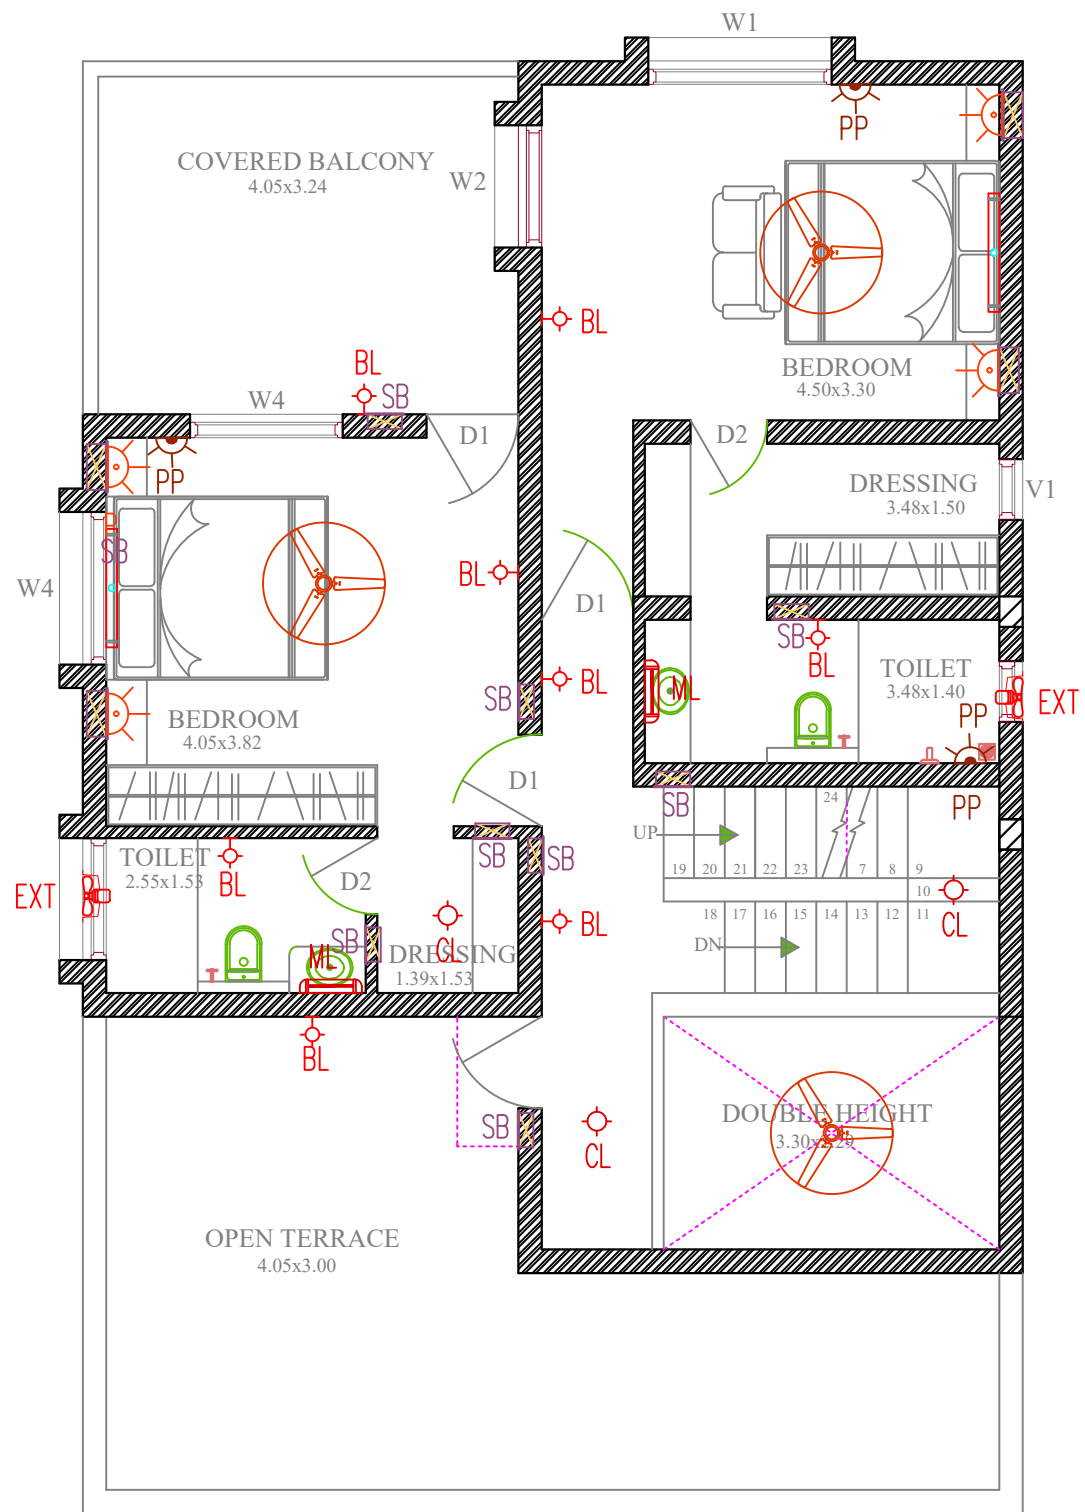 W1
PP
COVERED BALCONY
4.05x3.24
W2
BL
BL
BEDROOM
4.50x3.30
W4
SB
D1
D2
PP
DRESSING
3.48x1.50
V1
SB
W4
BL
D1
SB
BL
TOILET
3.48x1.40
BL
ML
SB
EXT
BEDROOM
4.05x3.82
PP
D1
SB
PP
24
UP
19
20
21
22
23
7
8
9
TOILET
2.55x1.53
SB
SB
BL
D2
EXT
10
18
17
16
15
14
13
12
11
CL
BL
CL
SB
DN
DRESSING
1.39x1.53
ML
BL
DOUBLE HEIGHT
SB
CL
OPEN TERRACE
4.05x3.00